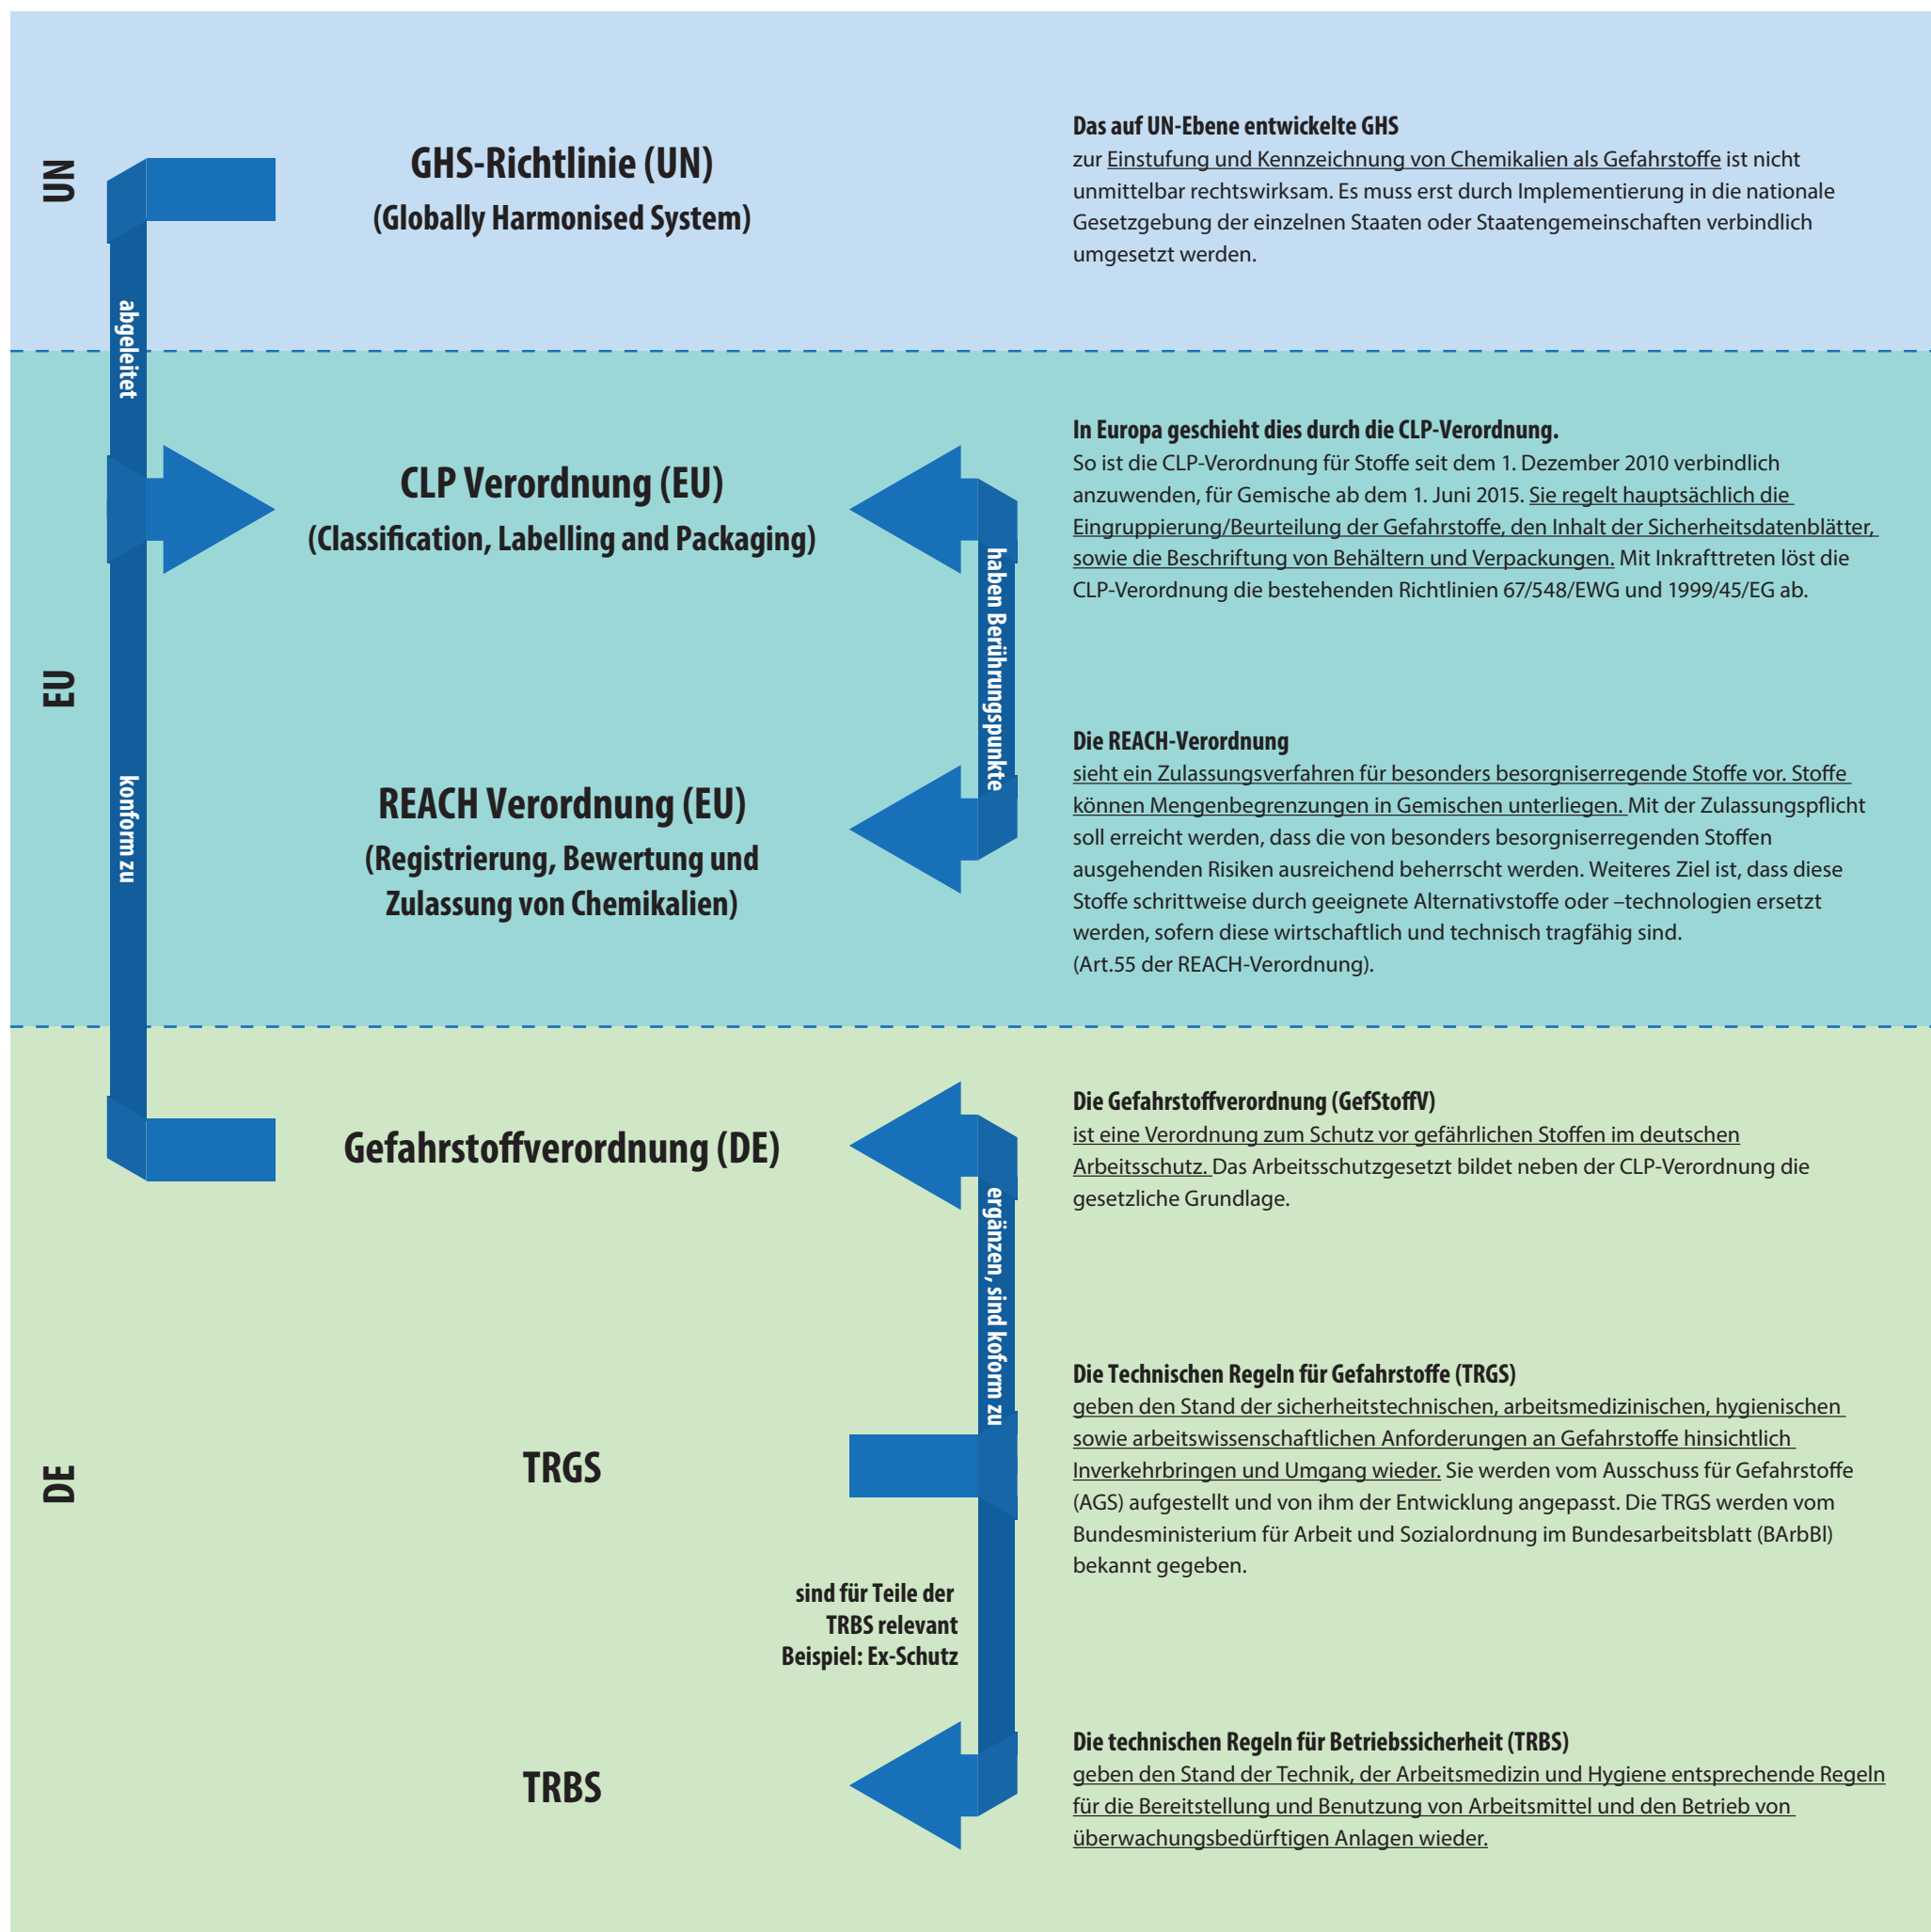 UN
GHS-Richtlinie (UN)
(Globally Harmonised System)
Das auf UN-Ebene entwickelte GHS
zur Einstufung und Kennzeichnung von Chemikalien als Gefahrstoffe ist nicht
unmittelbar rechtswirksam. Es muss erst durch Implementierung in die nationale
Gesetzgebung der einzelnen Staaten oder Staatengemeinschaften verbindlich
umgesetzt werden.
abgeleitet
EU
CLP Verordnung (EU)
(Classification, Labelling and Packaging)
In Europa geschieht dies durch die CLP-Verordnung.
So ist die CLP-Verordnung für Stoffe seit dem 1. Dezember 2010 verbindlich
anzuwenden, für Gemische ab dem 1. Juni 2015. Sie regelt hauptsächlich die
Eingruppierung/Beurteilung der Gefahrstoffe, den Inhalt der Sicherheitsdatenblätter,
sowie die Beschriftung von Behältern und Verpackungen. Mit Inkrafttreten löst die
CLP-Verordnung die bestehenden Richtlinien 67/548/EWG und 1999/45/EG ab.
haben Berührungspunkte
konform zu
REACH Verordnung (EU)
(Registrierung, Bewertung und
Zulassung von Chemikalien)
Die REACH-Verordnung
sieht ein Zulassungsverfahren für besonders besorgniserregende Stoffe vor. Stoffe
können Mengenbegrenzungen in Gemischen unterliegen. Mit der Zulassungspflicht
soll erreicht werden, dass die von besonders besorgniserregenden Stoffen
ausgehenden Risiken ausreichend beherrscht werden. Weiteres Ziel ist, dass diese
Stoffe schrittweise durch geeignete Alternativstoffe oder –technologien ersetzt
werden, sofern diese wirtschaftlich und technisch tragfähig sind.
(Art.55 der REACH-Verordnung).
DE
Gefahrstoffverordnung (DE)
Die Gefahrstoffverordnung (GefStoffV)
ist eine Verordnung zum Schutz vor gefährlichen Stoffen im deutschen
Arbeitsschutz. Das Arbeitsschutzgesetzt bildet neben der CLP-Verordnung die
gesetzliche Grundlage.
ergänzen, sind koform zu
TRGS
Die Technischen Regeln für Gefahrstoffe (TRGS)
geben den Stand der sicherheitstechnischen, arbeitsmedizinischen, hygienischen
sowie arbeitswissenschaftlichen Anforderungen an Gefahrstoffe hinsichtlich
Inverkehrbringen und Umgang wieder. Sie werden vom Ausschuss für Gefahrstoffe
(AGS) aufgestellt und von ihm der Entwicklung angepasst. Die TRGS werden vom
Bundesministerium für Arbeit und Sozialordnung im Bundesarbeitsblatt (BArbBl)
bekannt gegeben.
sind für Teile der
TRBS relevant
Beispiel: Ex-Schutz
TRBS
Die technischen Regeln für Betriebssicherheit (TRBS)
geben den Stand der Technik, der Arbeitsmedizin und Hygiene entsprechende Regeln
für die Bereitstellung und Benutzung von Arbeitsmittel und den Betrieb von
überwachungsbedürftigen Anlagen wieder.